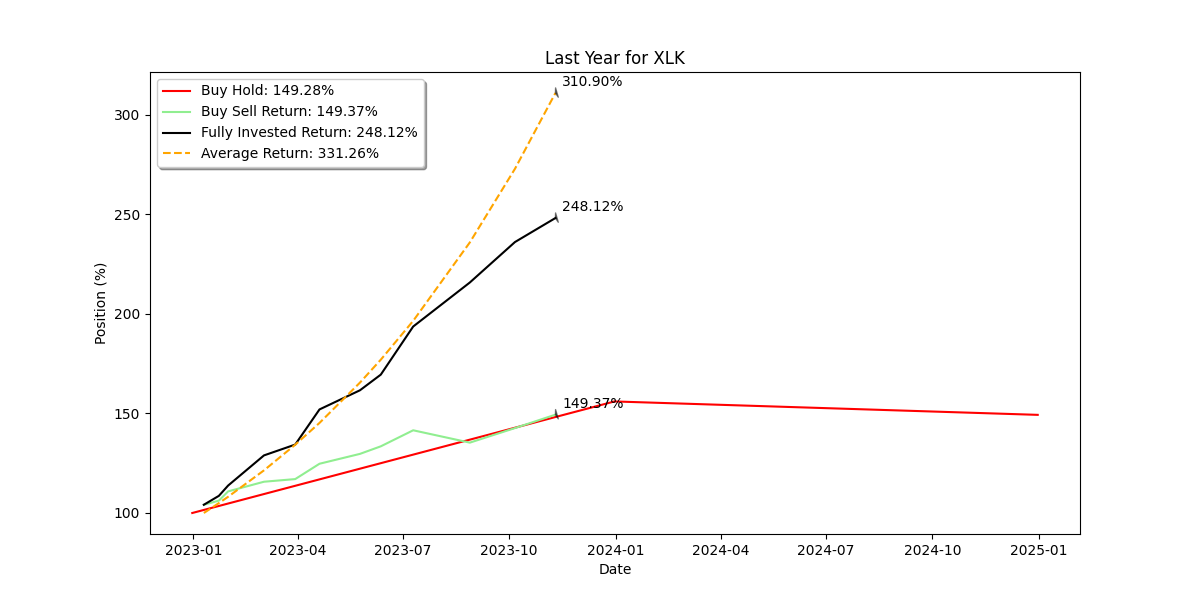 Last Year for XLK
Buy Hold: 149.28%
Buy Sell Return: 149.37%
Fully Invested Return: 248.12%
Average Return: 331.26%
310.90%
248.12%
149.37%
Position (%)
300
250
200
150
100
2023-01
2023-04
2023-07
2023-10
2024-01
2024-04
2024-07
2024-10
2025-01
Date